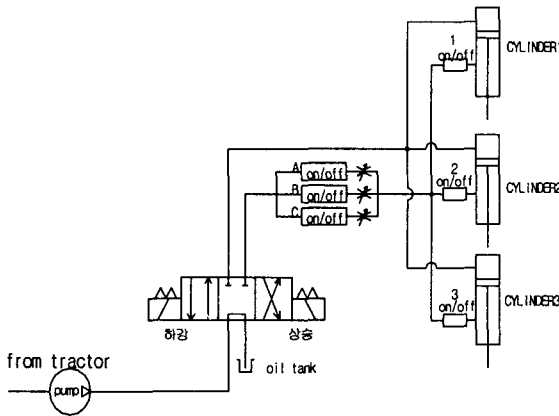 1
on/off
CYLINDER1
A
on/off
B
on/off
C
on/off
2
on/off
CYLINDER2
3
on/off
CYLINDER3
하강
상승
from tractor
pump
oil tank